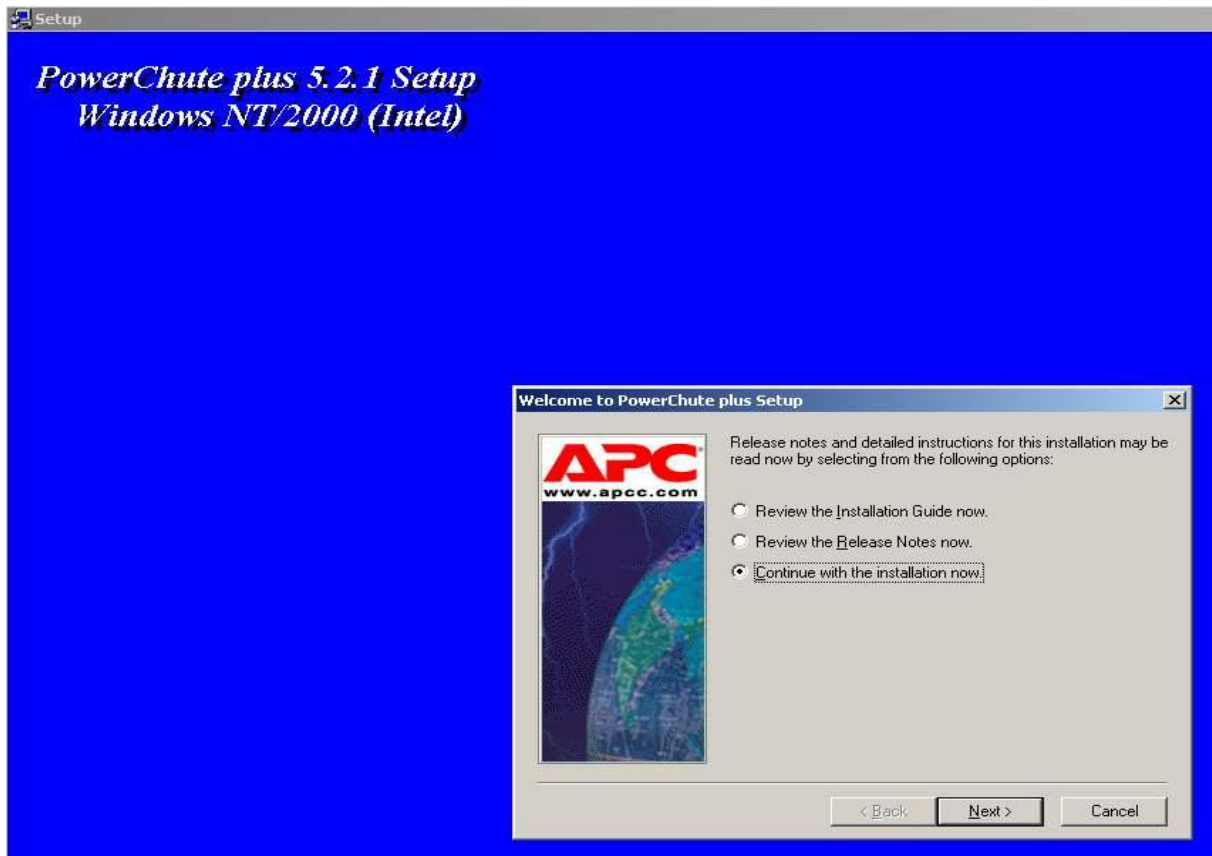 Setup
PowerChute plus 5.2.1 Setup
Windows NT/2000 (Intel)
Welcome to PowerChute plus Setup
APC
www.apcc.com
Release notes and detailed instructions for this installation may be
read now by selecting from the following options:
Review the Installation Guide now.
Review the Release Notes now.
Continue with the installation now.
< Back
Next >
Cancel